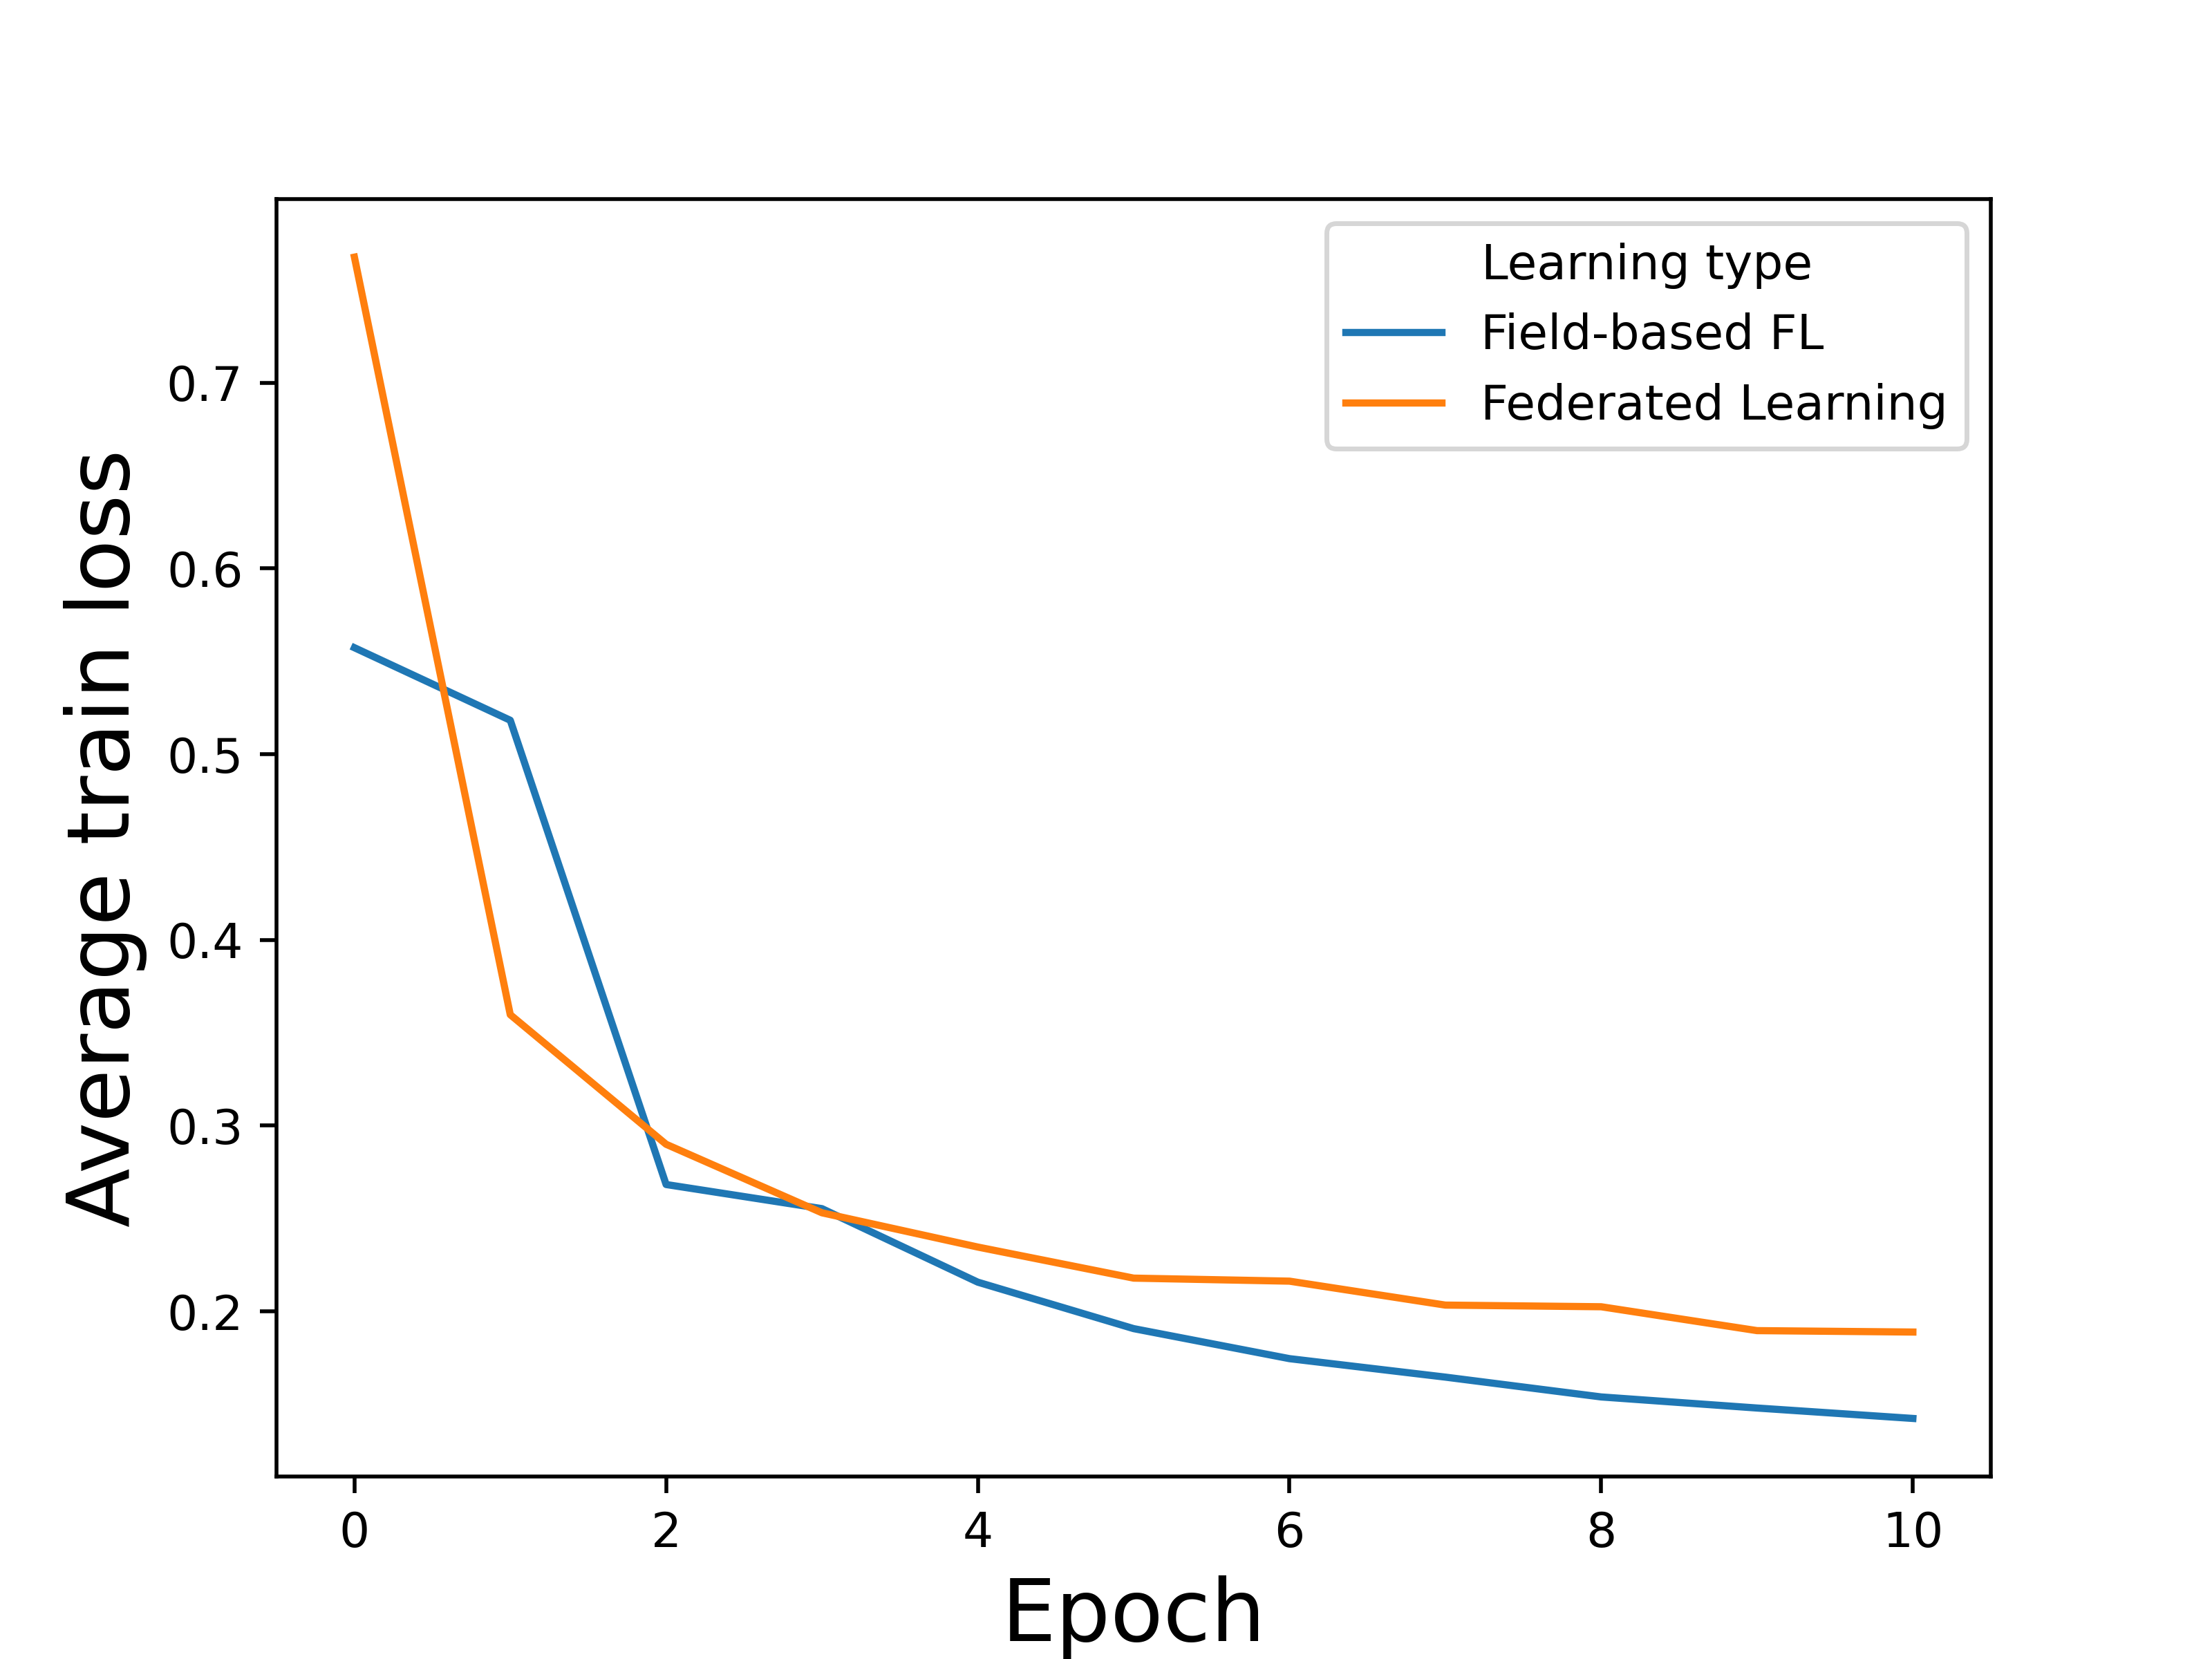 Learning type
Field-based FL
Federated Learning
Average train loss
0.7
0.6
0.5
0.4
0.3
0.2
0 2 4 6 8 10
Epoch